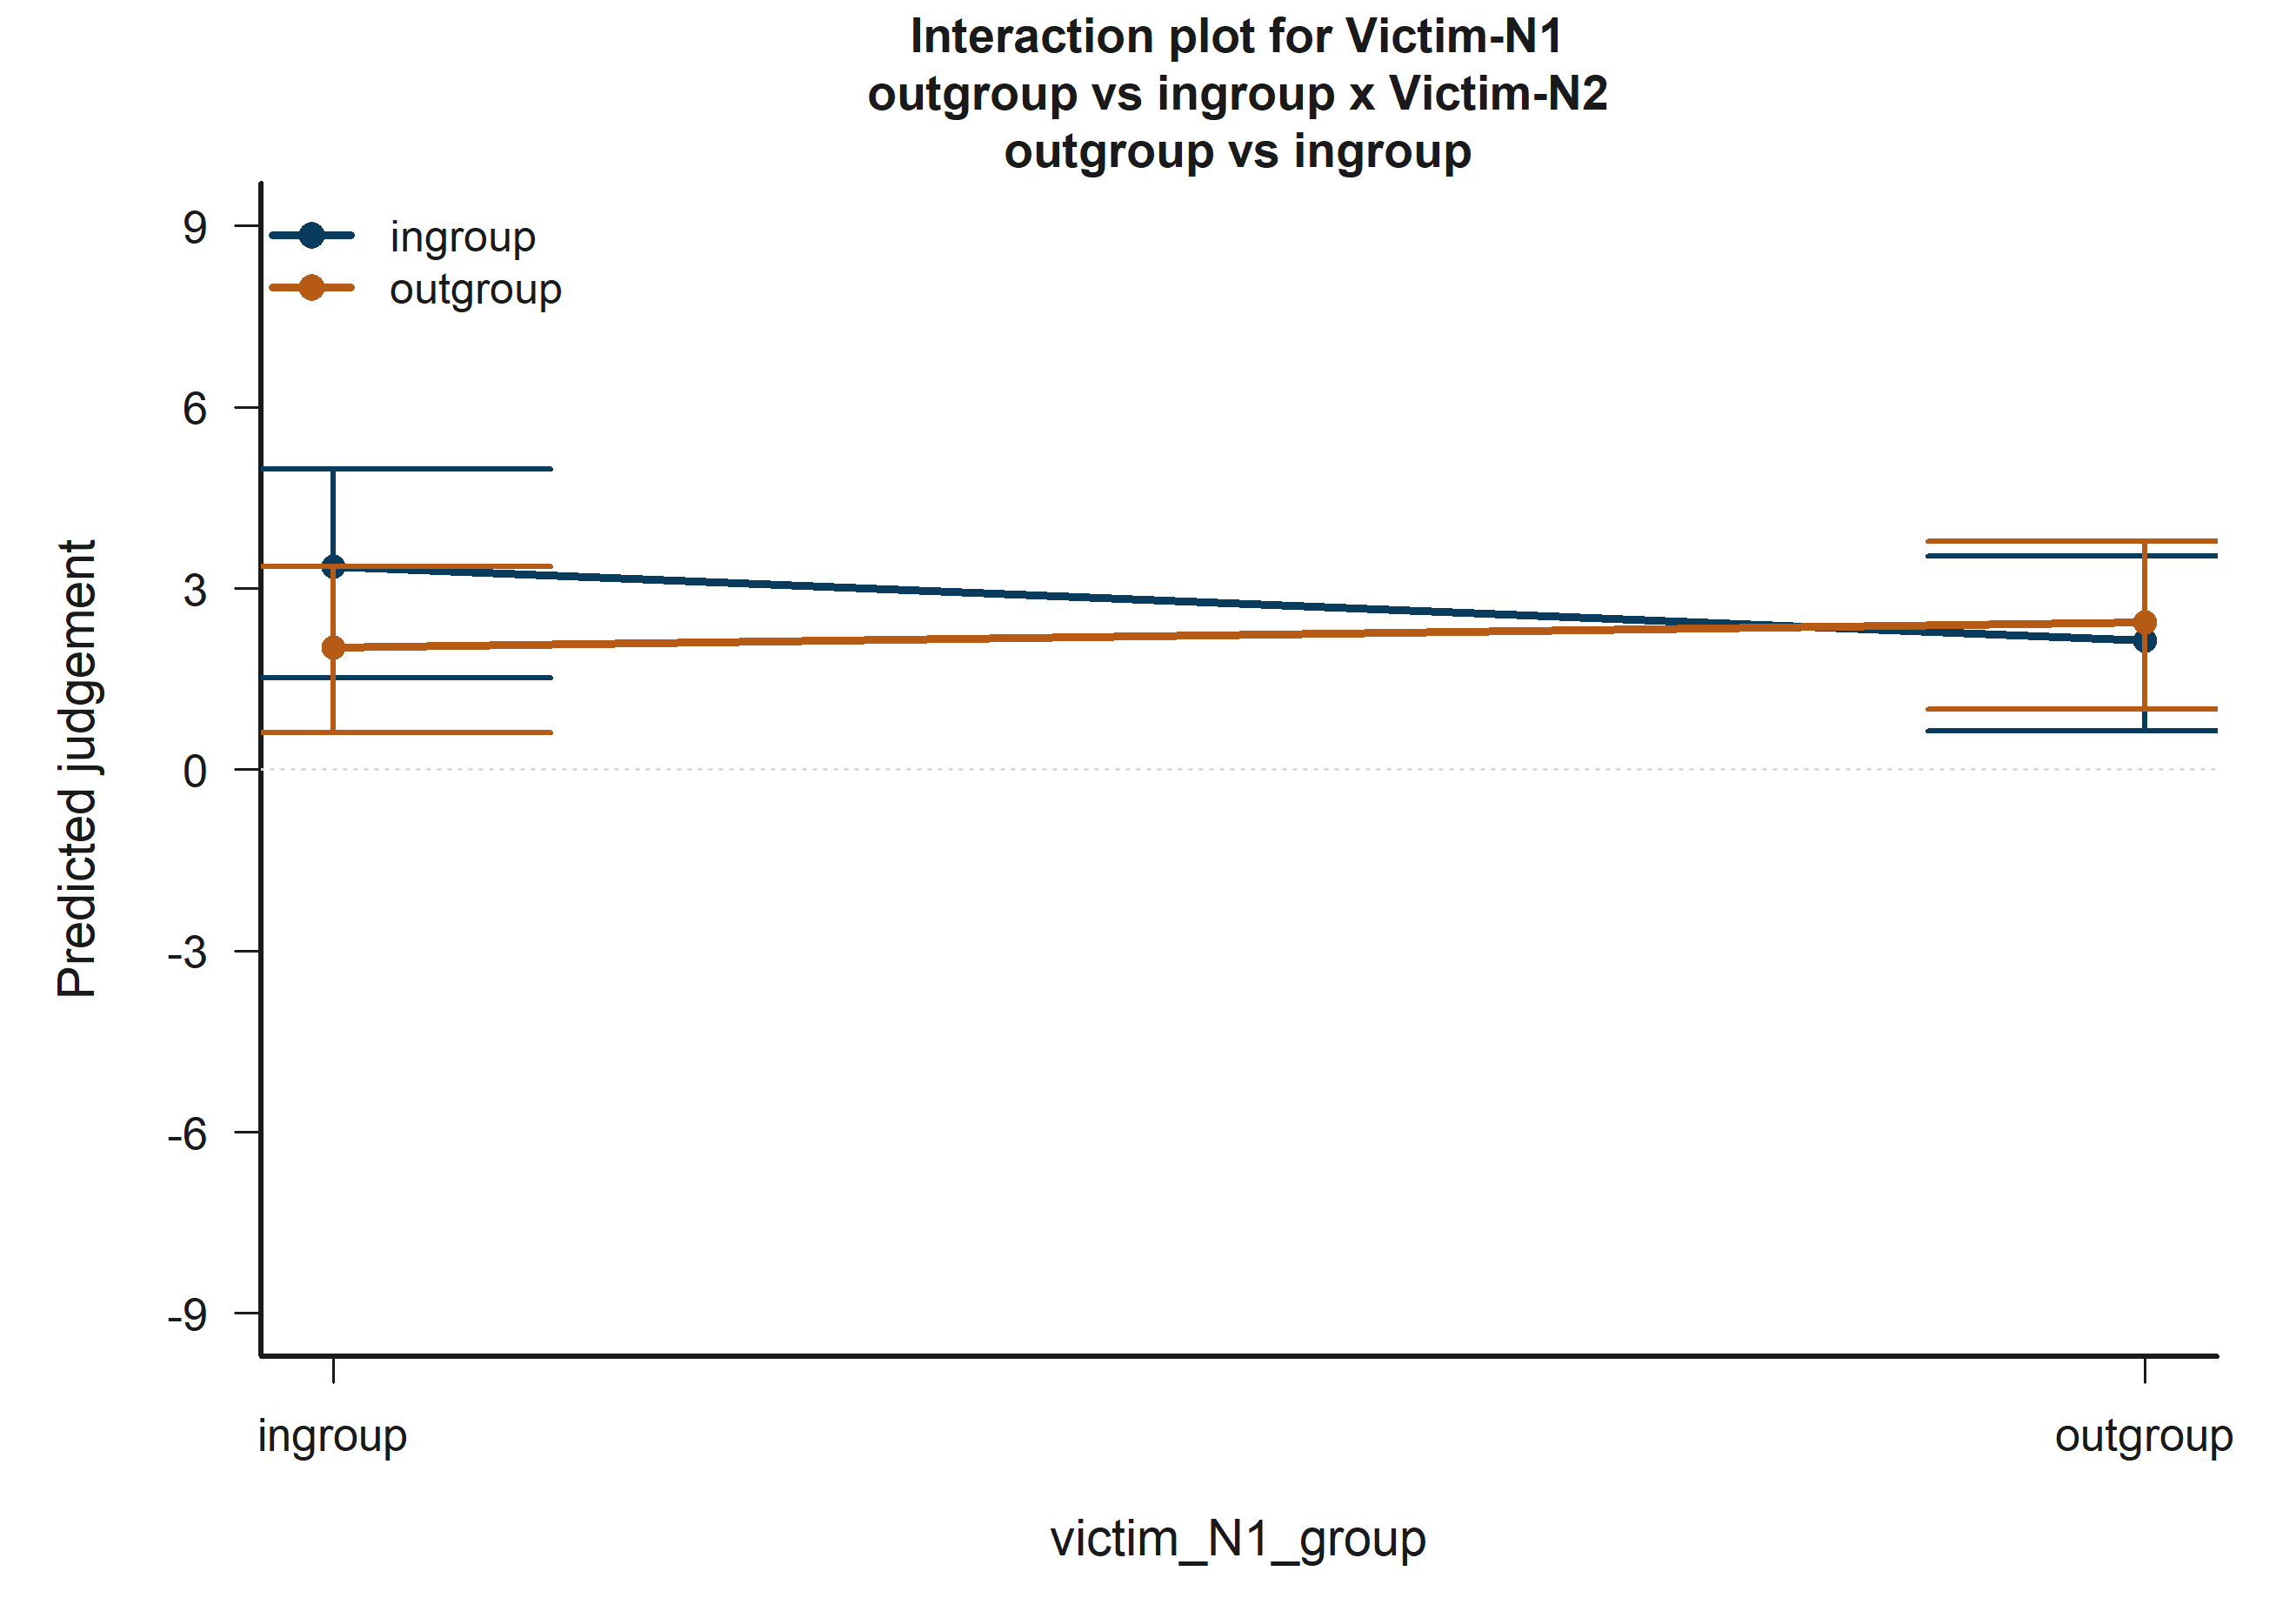 Interaction plot for Victim-N1
outgroup vs ingroup x Victim-N2
outgroup vs ingroup
ingroup
outgroup
9
6
3
0
-3
-6
-9
Predicted judgement
ingroup
outgroup
victim_N1_group